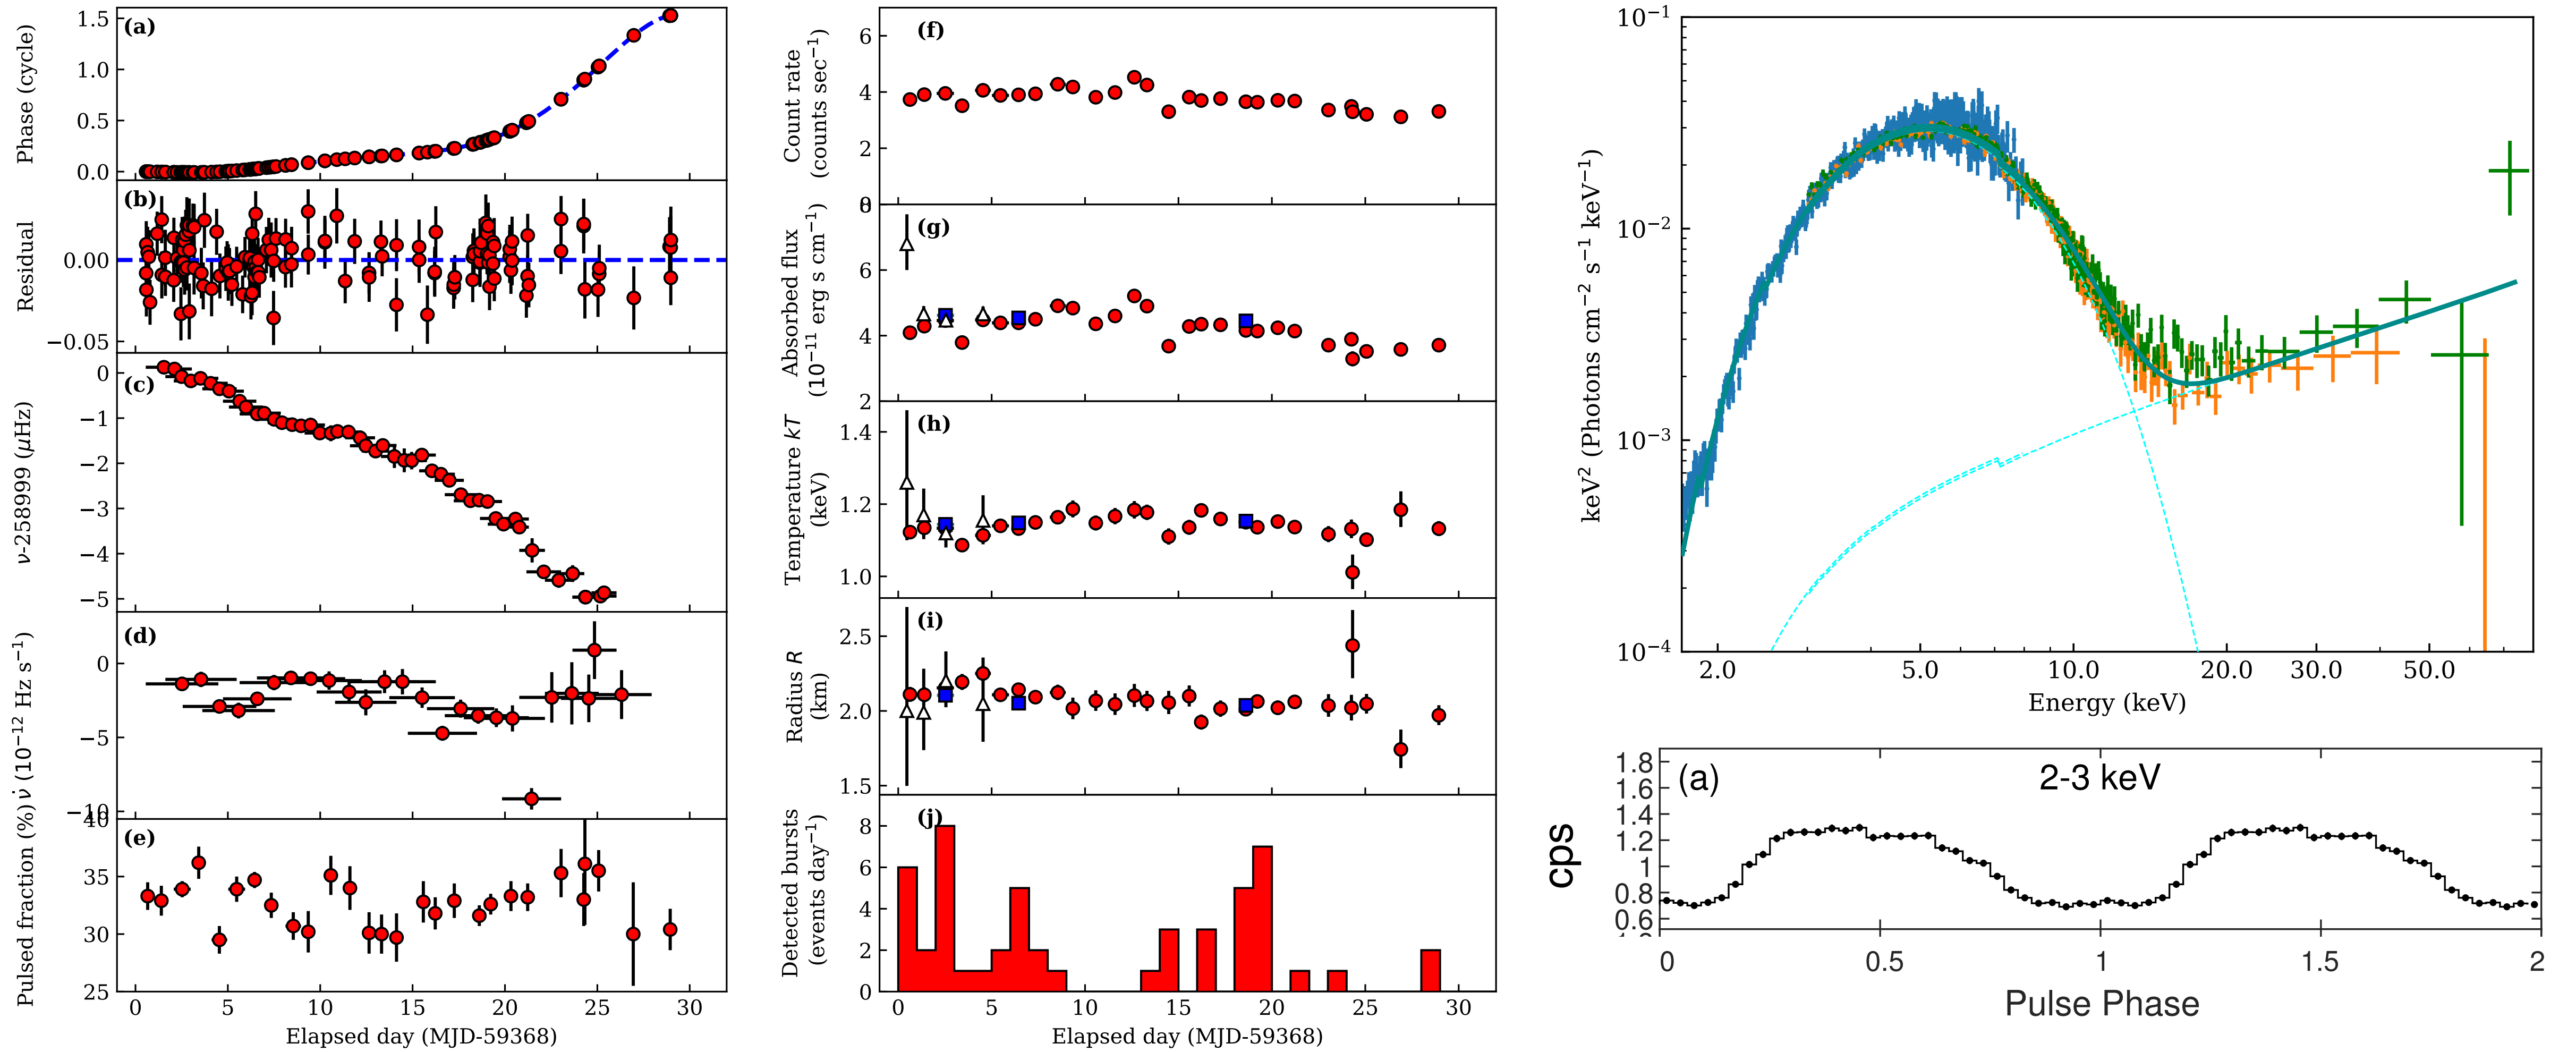 (a)
Phase (cycle)
1.5
1.0
0.5
0.0
(b)
Residual
0.00
−0.05
(c)
ν-258999 (μHz)
0
−1
−2
−3
−4
−5
(d)
ν̇ (10⁻¹² Hz s⁻¹)
0
−5
−10
(e)
Pulsed fraction (%)
40
35
30
25
0 5 10 15 20 25 30
Elapsed day (MJD-59368)
(f)
Count rate
(counts sec⁻¹)
6
4
2
0
(g)
Absorbed flux
(10⁻¹¹ erg s cm⁻¹)
8
6
4
2
(h)
Temperature kT
(keV)
1.4
1.2
1.0
(i)
Radius R
(km)
2.5
2.0
1.5
(j)
Detected bursts
(events day⁻¹)
8
6
4
2
0
0 5 10 15 20 25 30
Elapsed day (MJD-59368)
keV² (Photons cm⁻² s⁻¹ keV⁻¹)
10⁻¹
10⁻²
10⁻³
10⁻⁴
2.0 5.0 10.0 20.0 30.0 50.0
Energy (keV)
(a) 2-3 keV
cps
1.8
1.6
1.4
1.2
1
0.8
0.6
0 0.5 1 1.5 2
Pulse Phase